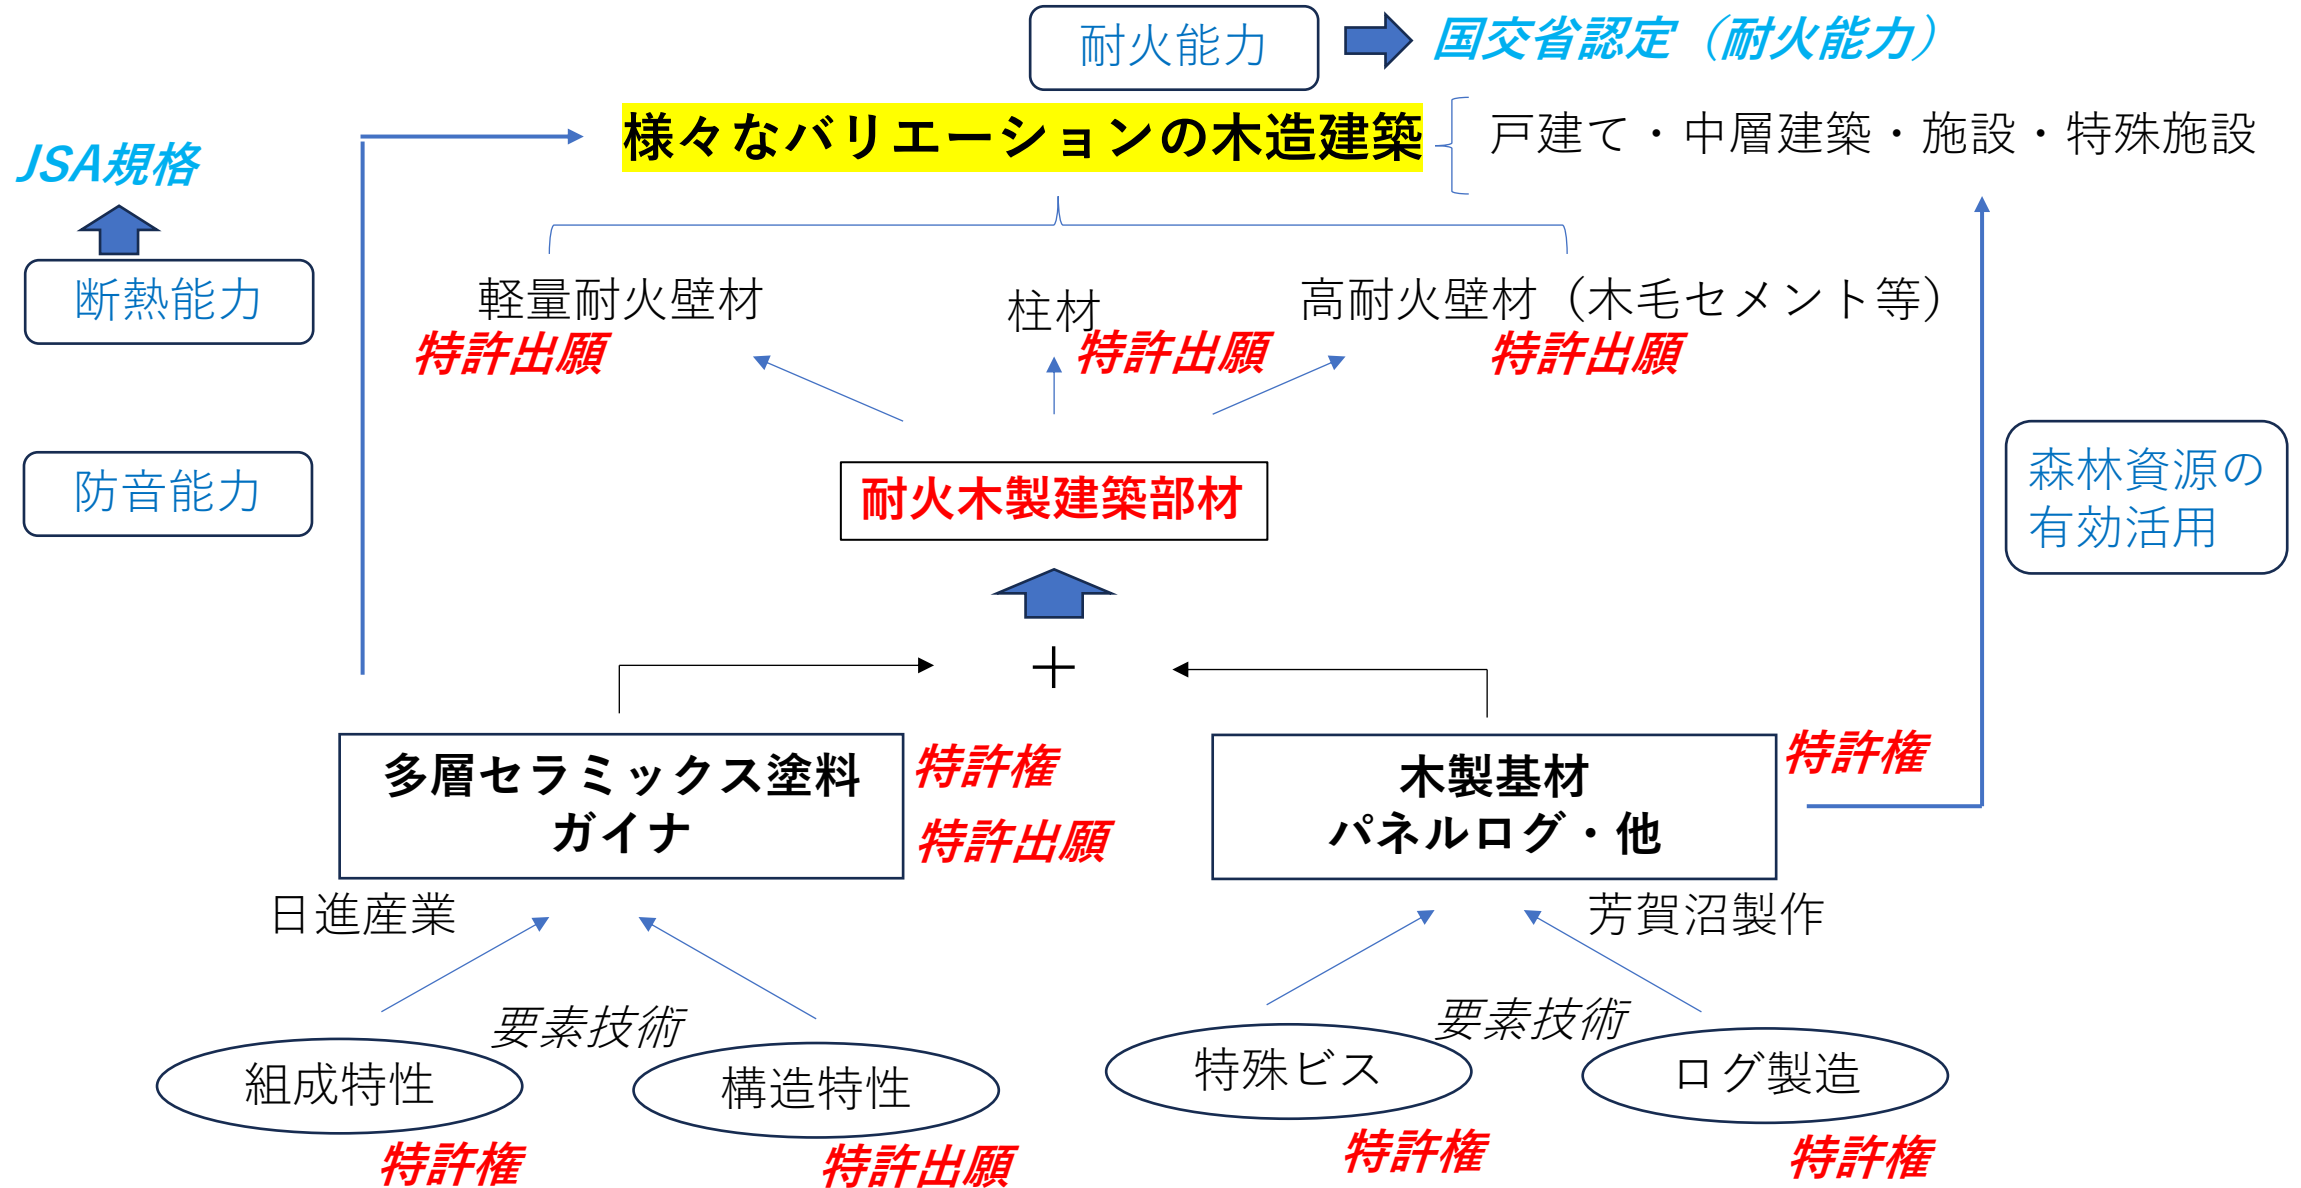 耐火能力
国交省認定（耐火能力）
様々なバリエーションの木造建築
戸建て・中層建築・施設・特殊施設
JSA規格
断熱能力
軽量耐火壁材
柱材
高耐火壁材（木毛セメント等）
特許出願
特許出願
特許出願
防音能力
耐火木製建築部材
森林資源の
有効活用
＋
多層セラミックス塗料
ガイナ
特許権
特許出願
木製基材
パネルログ・他
特許権
日進産業
芳賀沼製作
要素技術
要素技術
組成特性
構造特性
特殊ビス
ログ製造
特許権
特許出願
特許権
特許権